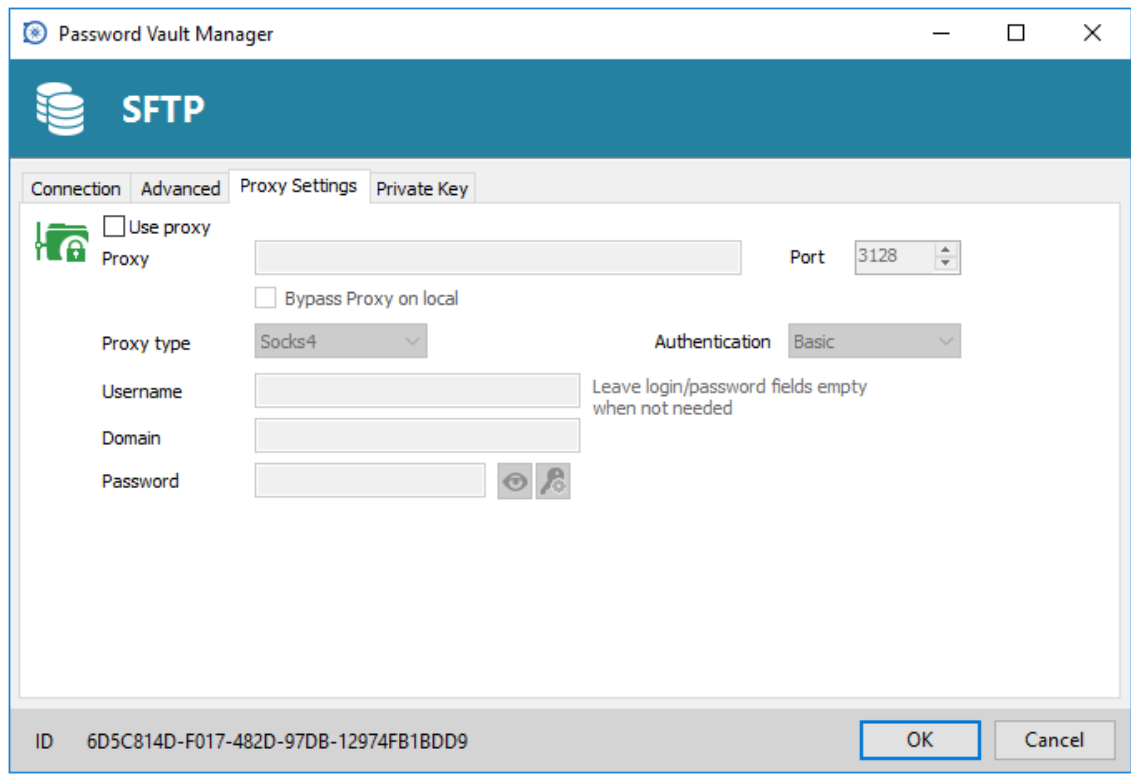 Password Vault Manager
SFTP
Connection Advanced Proxy Settings Private Key
Use proxy
Proxy Port 3128
Bypass Proxy on local
Proxy type Socks4 Authentication Basic
Username Leave login/password fields empty
when not needed
Domain
Password
ID 6D5C814D-F017-482D-97DB-12974FB1BDD9 OK Cancel